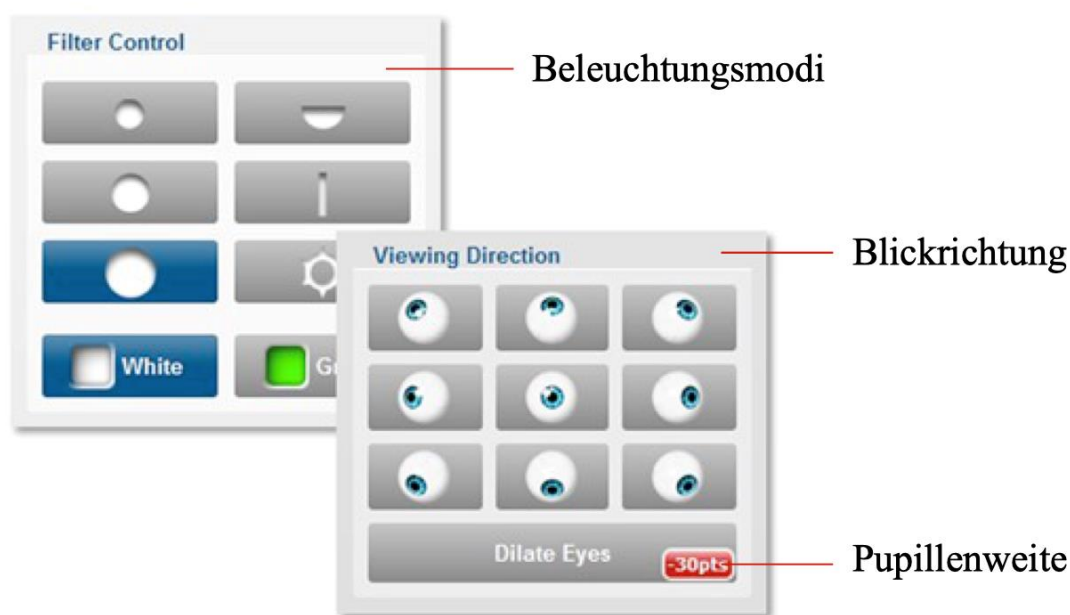 Filter Control
Beleuchtungsmodi
White
Viewing Direction
Blickrichtung
Dilate Eyes
-30pts
Pupillenweite